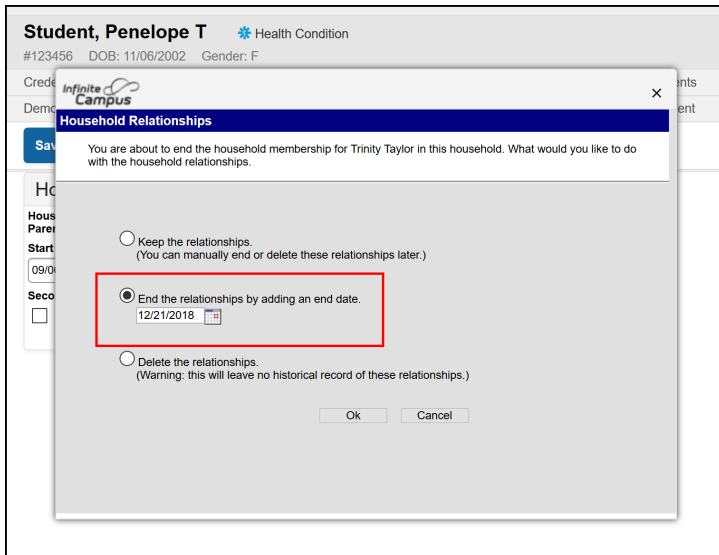 Student, Penelope T Health Condition
#123456 DOB: 11/06/2002 Gender: F
Infinite
Campus
Household Relationships
You are about to end the household membership for Trinity Taylor in this household. What would you like to do
with the household relationships.
Start
Keep the relationships.
(You can manually end or delete these relationships later.)
End the relationships by adding an end date.
12/21/2018
Delete the relationships.
(Warning: this will leave no historical record of these relationships.)
Ok Cancel